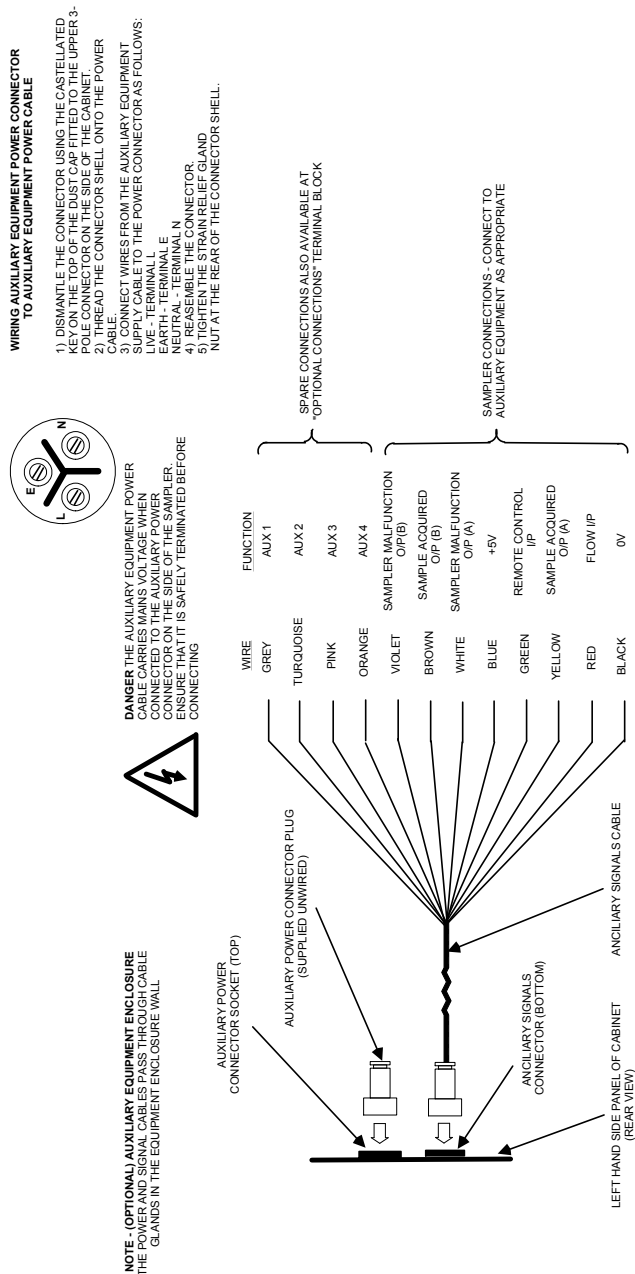 WIRING AUXILIARY EQUIPMENT POWER CONNECTOR
TO AUXILIARY EQUIPMENT POWER CABLE
1) DISMANTLE THE CONNECTOR USING THE CASTELLATED
KEY ON THE TOP OF THE DUST CAP FITTED TO THE UPPER 3-
POLE CONNECTOR ON THE SIDE OF THE CABINET.
2) THREAD THE CONNECTOR SHELL ONTO THE POWER
CABLE.
3) CONNECT WIRES FROM THE AUXILIARY EQUIPMENT
SUPPLY CABLE TO THE POWER CONNECTOR AS FOLLOWS:
LIVE - TERMINAL L
EARTH - TERMINAL E
NEUTRAL - TERMINAL N
4) REASEMBLE THE CONNECTOR.
5) TIGHTEN THE STRAIN RELIEF GLAND
NUT AT THE REAR OF THE CONNECTOR SHELL.
E
L
N
DANGER THE AUXILIARY EQUIPMENT POWER
CABLE CARRIES MAINS VOLTAGE WHEN
CONNECTED TO THE AUXILIARY POWER
CONNECTOR ON THE SIDE OF THE SAMPLER.
ENSURE THAT IT IS SAFELY TERMINATED BEFORE
CONNECTING
NOTE - (OPTIONAL) AUXILIARY EQUIPMENT ENCLOSURE
THE POWER AND SIGNAL CABLES PASS THROUGH CABLE
GLANDS IN THE EQUIPMENT ENCLOSURE WALL
WIRE FUNCTION
GREY AUX 1
TURQUOISE AUX 2
PINK AUX 3
ORANGE AUX 4
VIOLET SAMPLER MALFUNCTION
O/P(B)
BROWN SAMPLE ACQUIRED
O/P (B)
WHITE SAMPLER MALFUNCTION
O/P (A)
BLUE +5V
GREEN REMOTE CONTROL
I/P
YELLOW SAMPLE ACQUIRED
O/P (A)
RED FLOW I/P
BLACK 0V
SPARE CONNECTIONS ALSO AVAILABLE AT
"OPTIONAL CONNECTIONS" TERMINAL BLOCK
SAMPLER CONNECTIONS - CONNECT TO
AUXILIARY EQUIPMENT AS APPROPRIATE
AUXILIARY POWER
CONNECTOR SOCKET (TOP)
AUXILIARY POWER CONNECTOR PLUG
(SUPPLIED UNWIRED)
ANCILIARY SIGNALS
CONNECTOR (BOTTOM)
ANCILIARY SIGNALS CABLE
LEFT HAND SIDE PANEL OF CABINET
(REAR VIEW)